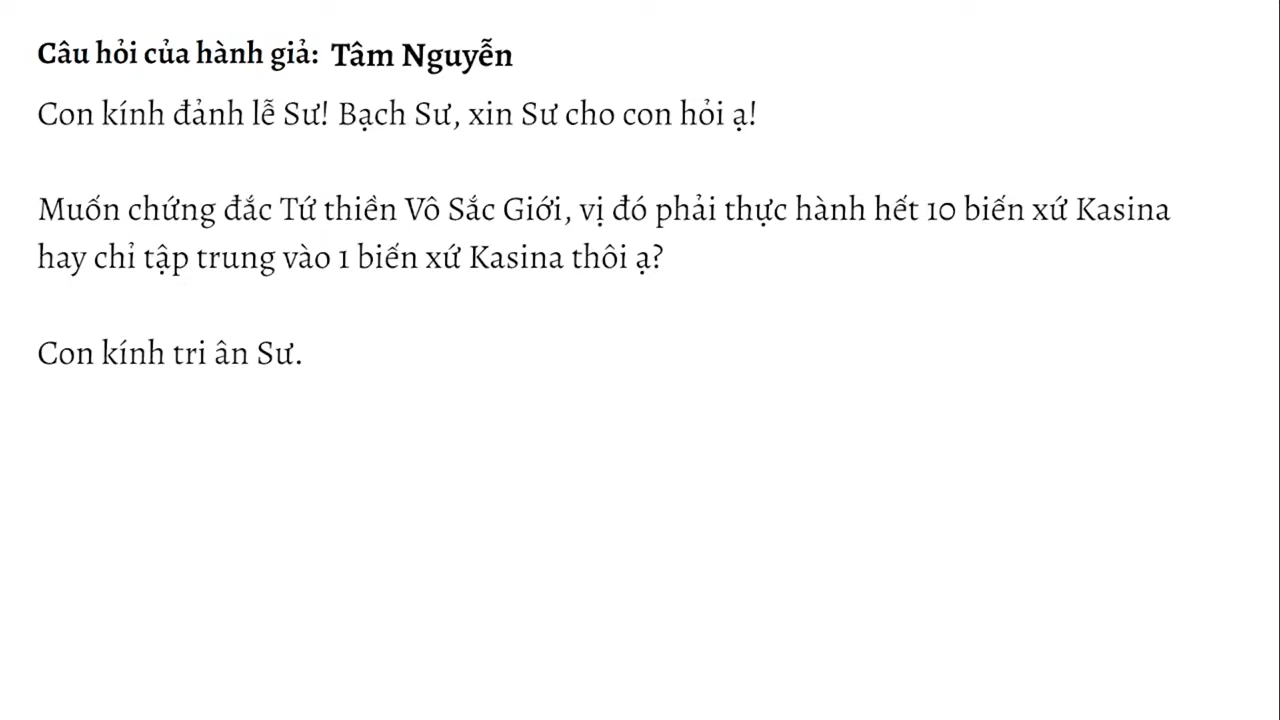 Câu hỏi của hành giả: Tâm Nguyễn
Con kính đảnh lễ Sư! Bạch Sư, xin Sư cho con hỏi ạ!
Muốn chứng đắc Tứ thiền Vô Sắc Giới, vị đó phải thực hành hết 10 biến xứ Kasina
hay chỉ tập trung vào 1 biến xứ Kasina thôi ạ?
Con kính tri ân Sư.